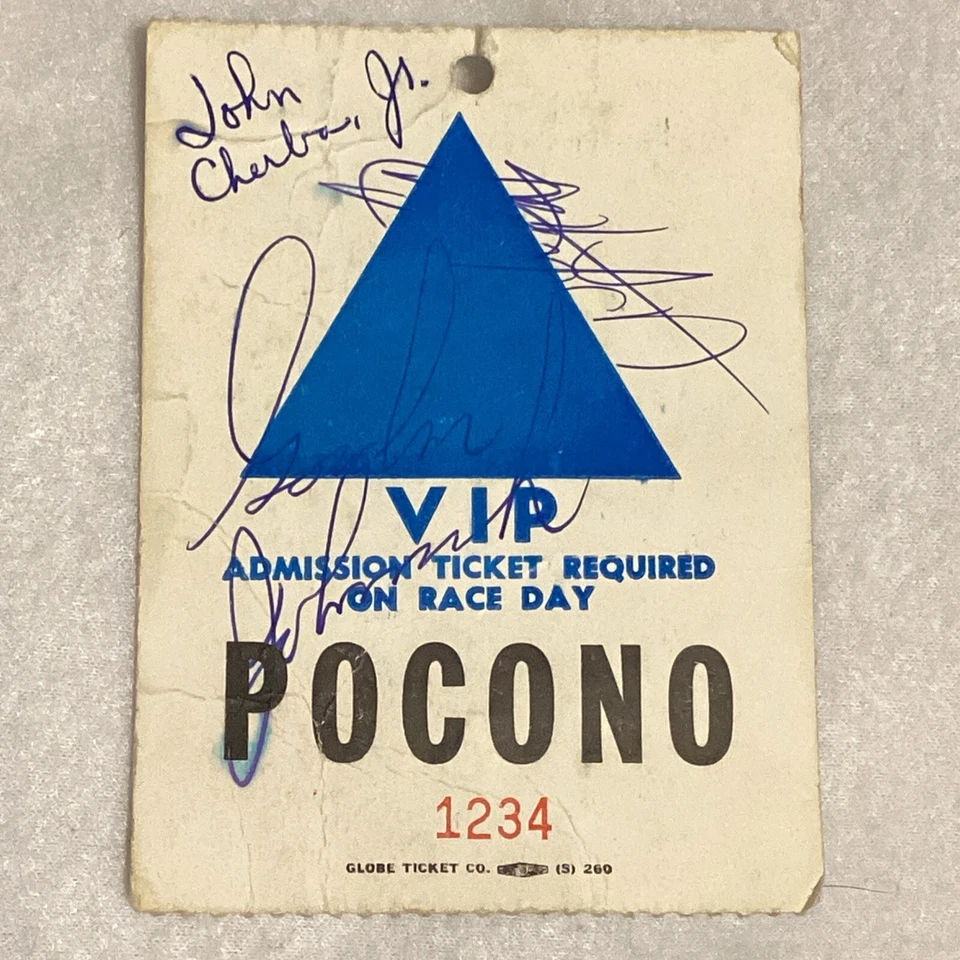 John
Cherba, Jr.
VIP
ADMISSION TICKET REQUIRED
ON RACE DAY
POCONO
1234
GLOBE TICKET CO. (S) 260